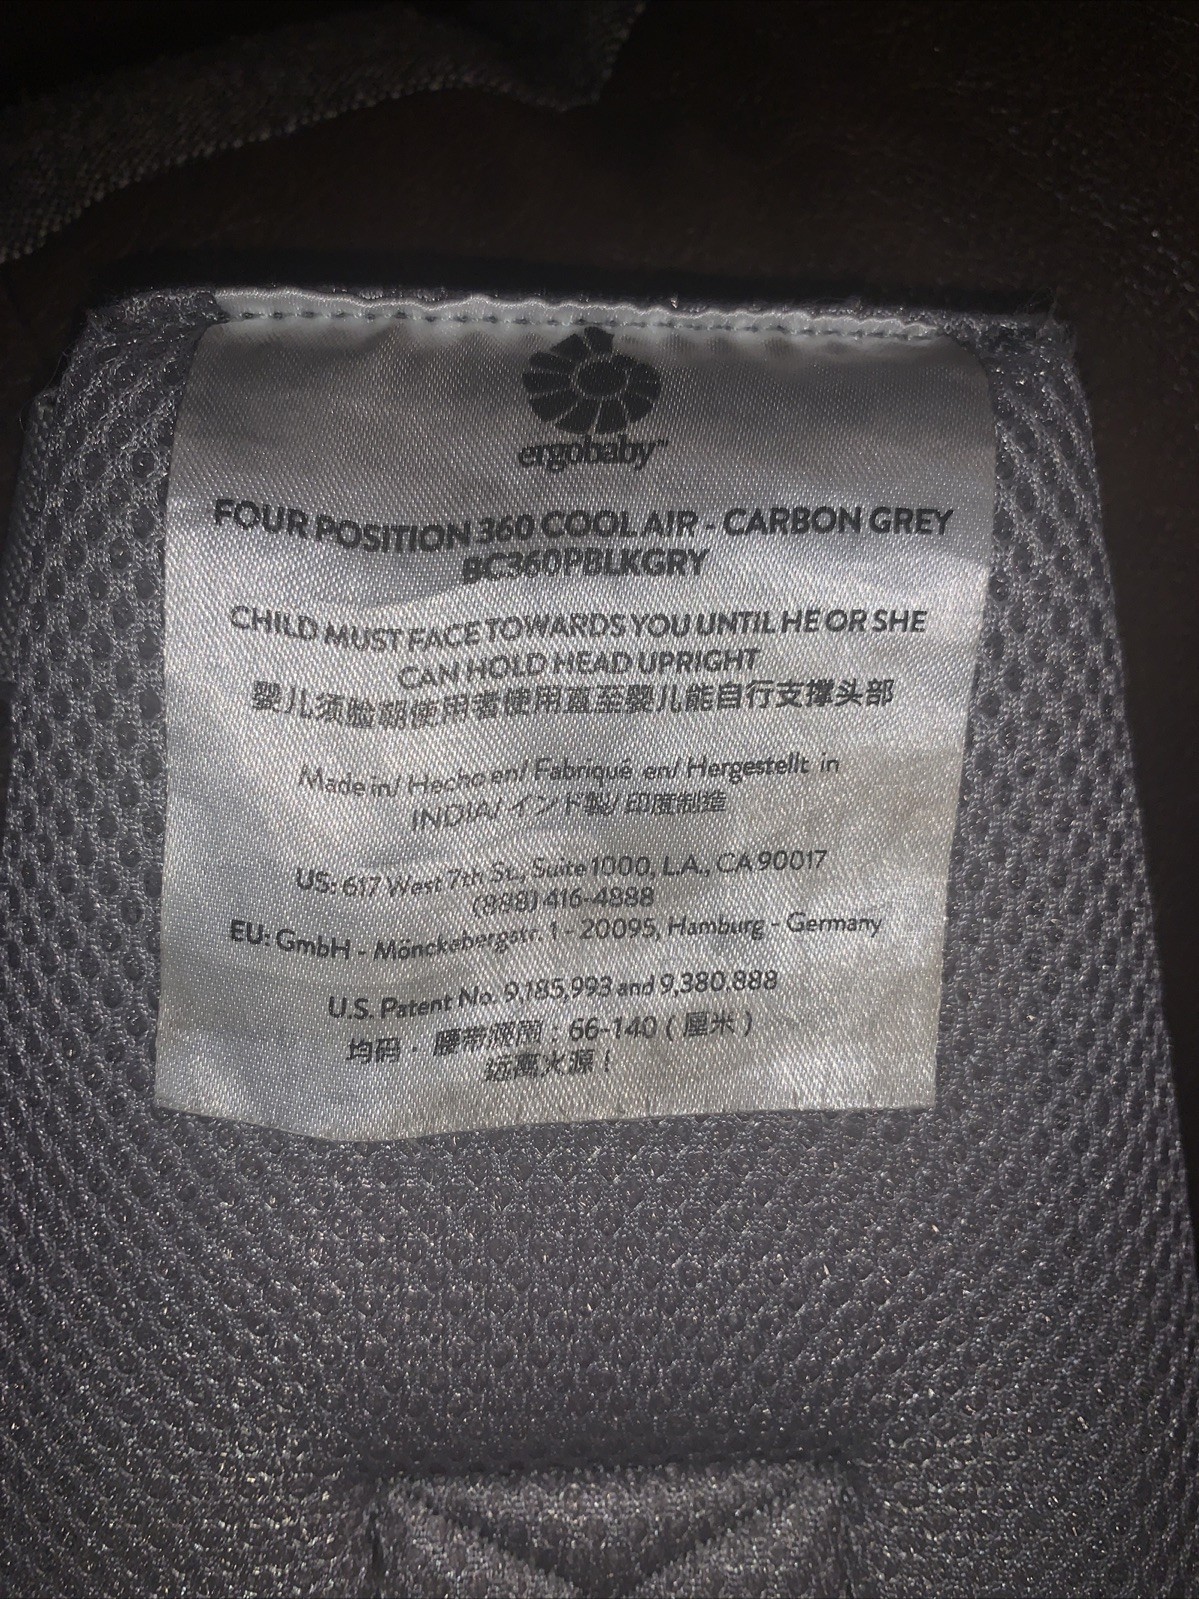 ergobaby™
FOUR POSITION 360 COOL AIR - CARBON GREY
BC360PBLKGRY
CHILD MUST FACE TOWARDS YOU UNTIL HE OR SHE
CAN HOLD HEAD UPRIGHT
婴儿须脸朝使用者使用直至婴儿能自行支撑头部
Made in/ Hecho en/ Fabriqué en/ Hergestellt in
INDIA/ インド製/ 印度制造
US: 617 West 7th St., Suite 1000, L.A., CA 90017
(888) 416-4888
EU: GmbH - Mönckebergstr. 1 - 20095, Hamburg - Germany
U.S. Patent No. 9,185,993 and 9,380,888
均码 · 腰带 : 66-140 ( 厘米 )
远离火源！